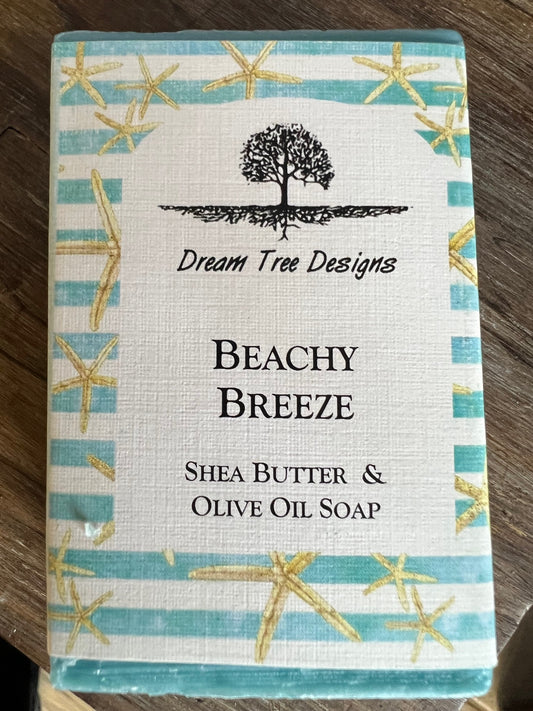 Dream Tree Designs
BEACHY
BREEZE
SHEA BUTTER &
OLIVE OIL SOAP